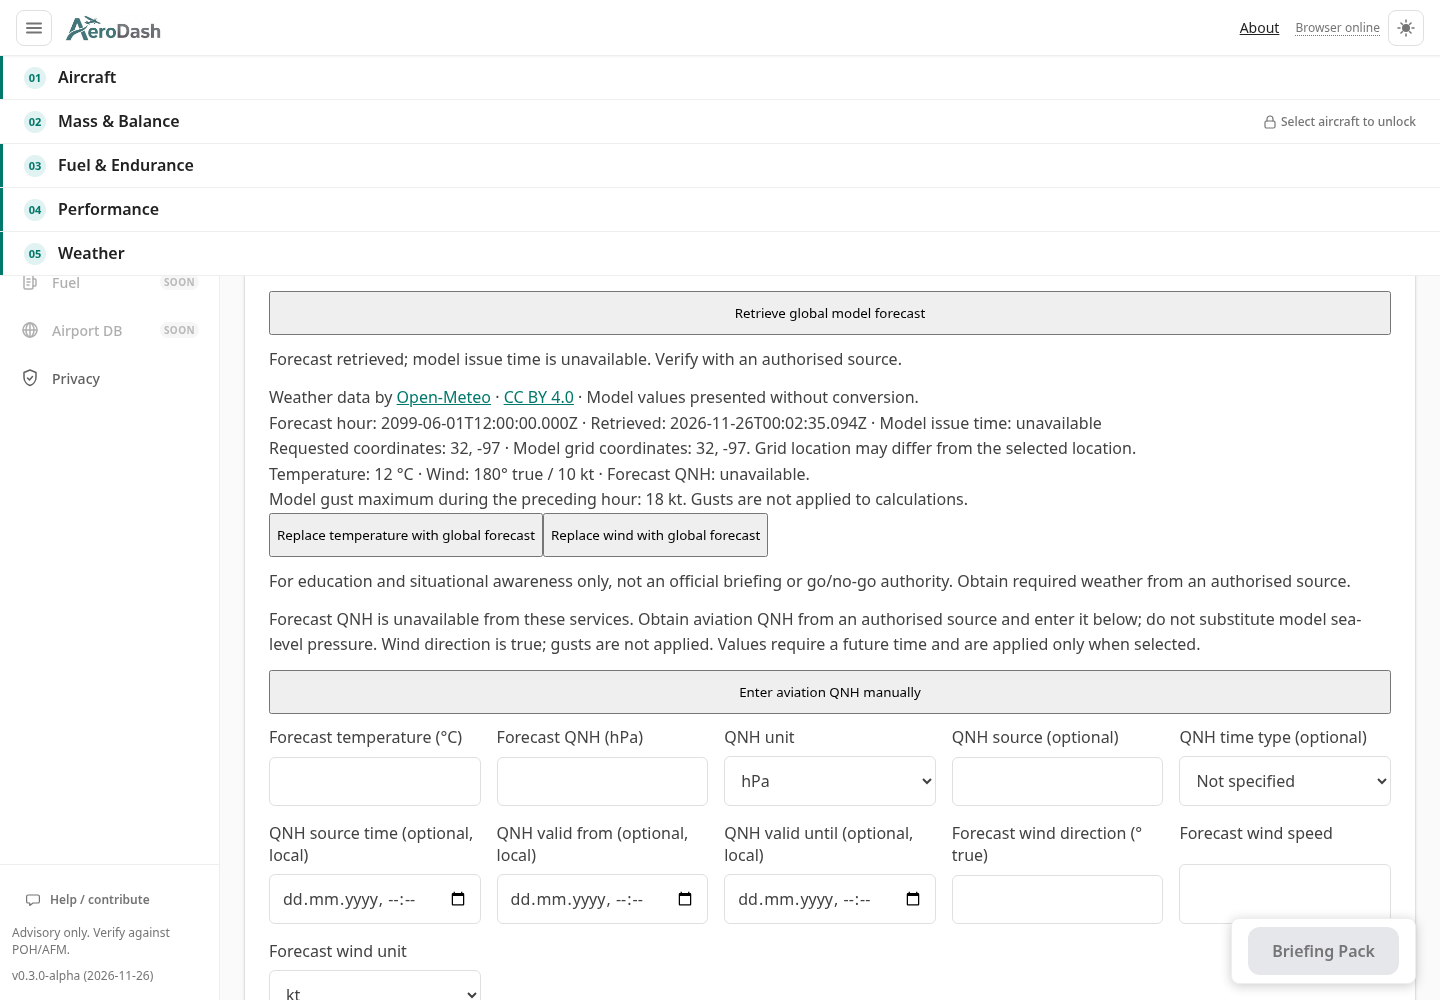 AeroDash
About
Browser online
01 Aircraft
02 Mass & Balance
Select aircraft to unlock
03 Fuel & Endurance
04 Performance
05 Weather
Fuel SOON
Airport DB SOON
Privacy
Retrieve global model forecast
Forecast retrieved; model issue time is unavailable. Verify with an authorised source.
Weather data by Open-Meteo · CC BY 4.0 · Model values presented without conversion.
Forecast hour: 2099-06-01T12:00:00.000Z · Retrieved: 2026-11-26T00:02:35.094Z · Model issue time: unavailable
Requested coordinates: 32, -97 · Model grid coordinates: 32, -97. Grid location may differ from the selected location.
Temperature: 12 °C · Wind: 180° true / 10 kt · Forecast QNH: unavailable.
Model gust maximum during the preceding hour: 18 kt. Gusts are not applied to calculations.
Replace temperature with global forecast
Replace wind with global forecast
For education and situational awareness only, not an official briefing or go/no-go authority. Obtain required weather from an authorised source.
Forecast QNH is unavailable from these services. Obtain aviation QNH from an authorised source and enter it below; do not substitute model sea-
level pressure. Wind direction is true; gusts are not applied. Values require a future time and are applied only when selected.
Enter aviation QNH manually
Forecast temperature (°C)
Forecast QNH (hPa)
QNH unit
hPa
QNH source (optional)
QNH time type (optional)
Not specified
QNH source time (optional,
local)
dd.mm.yyyy, --:--
QNH valid from (optional,
local)
dd.mm.yyyy, --:--
QNH valid until (optional,
local)
dd.mm.yyyy, --:--
Forecast wind direction (°
true)
Forecast wind speed
Forecast wind unit
kt
Briefing Pack
Help / contribute
Advisory only. Verify against
POH/AFM.
v0.3.0-alpha (2026-11-26)